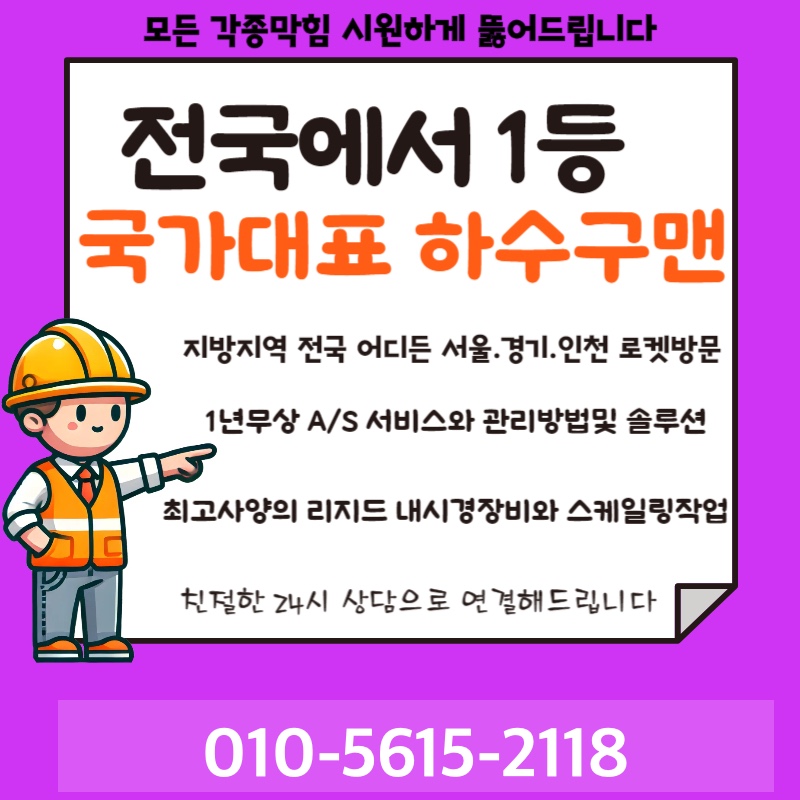 모든 각종막힘 시원하게 뚫어드립니다
전국에서 1등
국가대표 하수구맨
지방지역 전국 어디든 서울.경기.인천 로켓방문
1년무상 A/S 서비스와 관리방법및 솔루션
최고사양의 리지드 내시경장비와 스케일링작업
친절한 24시 상담으로 연결해드립니다
010-5615-2118